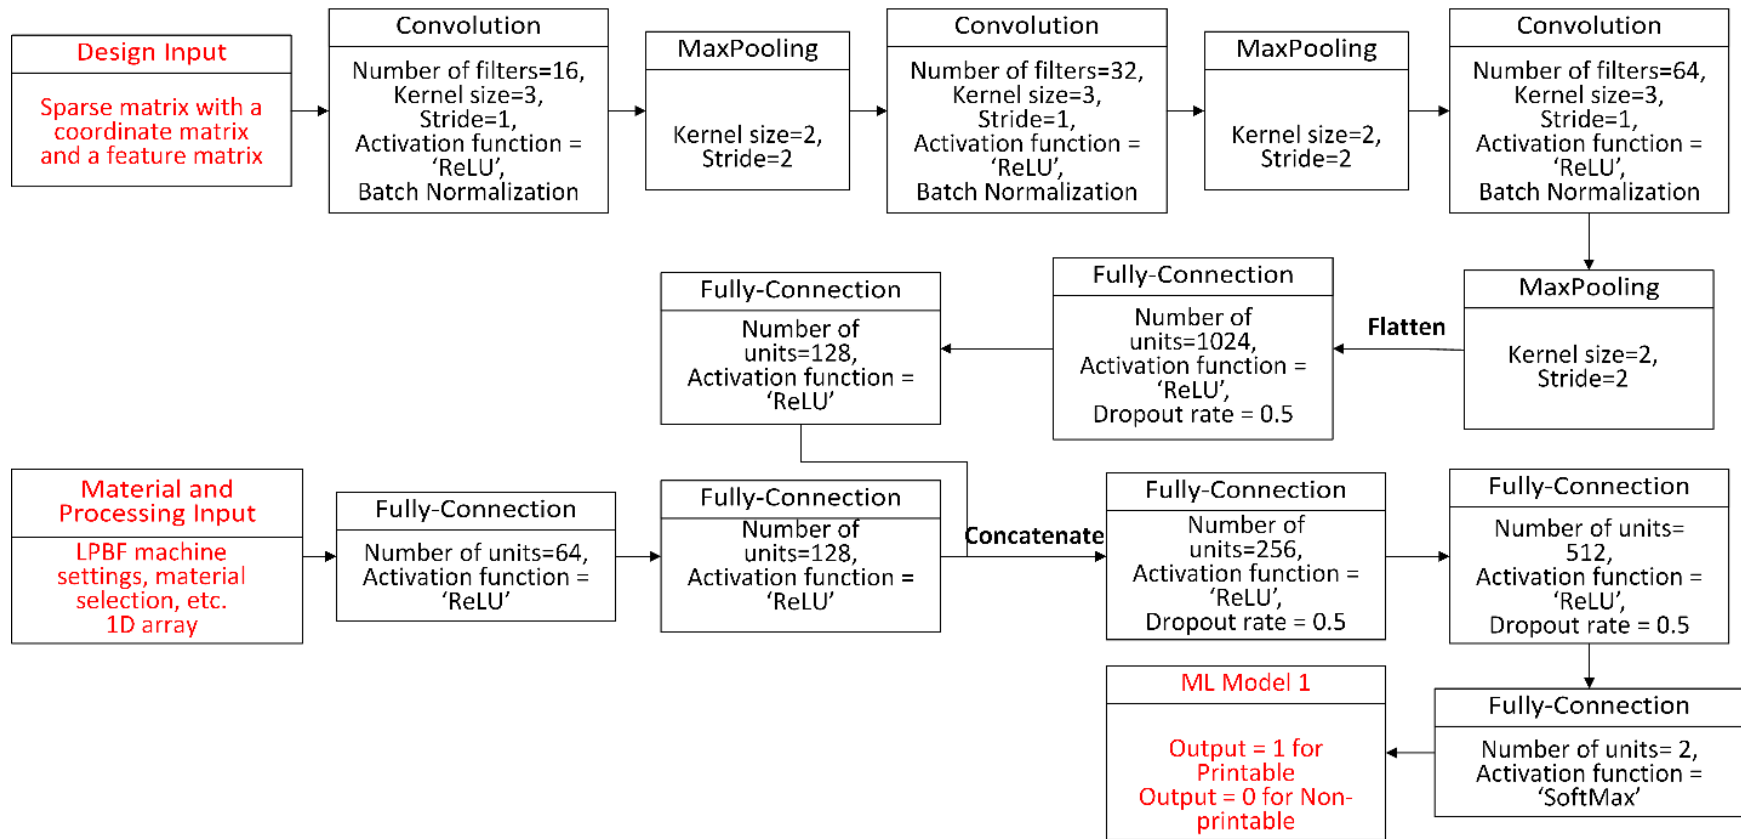 Design Input
Sparse matrix with a
coordinate matrix
and a feature matrix
Convolution
Number of filters=16,
Kernel size=3,
Stride=1,
Activation function =
‘ReLU’,
Batch Normalization
MaxPooling
Kernel size=2,
Stride=2
Convolution
Number of filters=32,
Kernel size=3,
Stride=1,
Activation function =
‘ReLU’,
Batch Normalization
MaxPooling
Kernel size=2,
Stride=2
Convolution
Number of filters=64,
Kernel size=3,
Stride=1,
Activation function =
‘ReLU’,
Batch Normalization
MaxPooling
Kernel size=2,
Stride=2
Flatten
Fully-Connection
Number of
units=1024,
Activation function =
‘ReLU’,
Dropout rate = 0.5
Fully-Connection
Number of
units=128,
Activation function =
‘ReLU’
Material and
Processing Input
LPBF machine
settings, material
selection, etc.
1D array
Fully-Connection
Number of units=64,
Activation function =
‘ReLU’
Fully-Connection
Number of
units=128,
Activation function =
‘ReLU’
Concatenate
Fully-Connection
Number of
units=256,
Activation function =
‘ReLU’,
Dropout rate = 0.5
Fully-Connection
Number of units=
512,
Activation function =
‘ReLU’,
Dropout rate = 0.5
Fully-Connection
Number of units= 2,
Activation function =
‘SoftMax’
ML Model 1
Output = 1 for
Printable
Output = 0 for Non-
printable